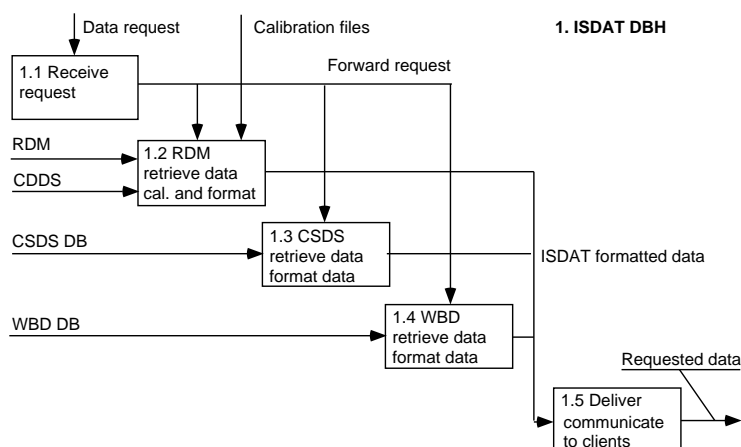 Data request
Calibration files
1. ISDAT DBH
1.1 Receive
request
Forward request
RDM
CDDS
1.2 RDM
retrieve data
cal. and format
CSDS DB
1.3 CSDS
retrieve data
format data
ISDAT formatted data
WBD DB
1.4 WBD
retrieve data
format data
Requested data
1.5 Deliver
communicate
to clients